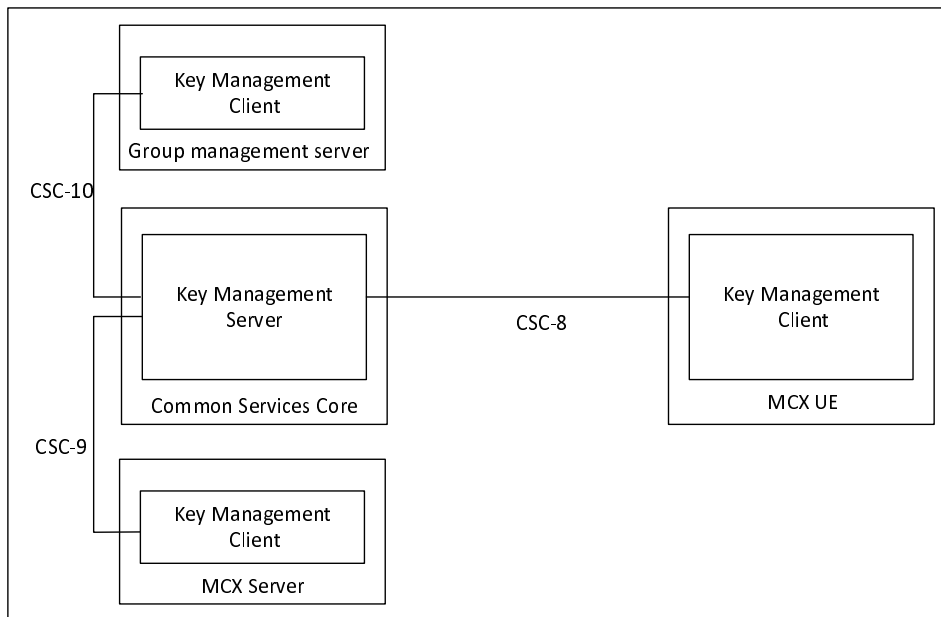 Key Management
Client
Group management server
CSC-10
Key Management
Server
Common Services Core
CSC-8
Key Management
Client
MCX UE
CSC-9
Key Management
Client
MCX Server